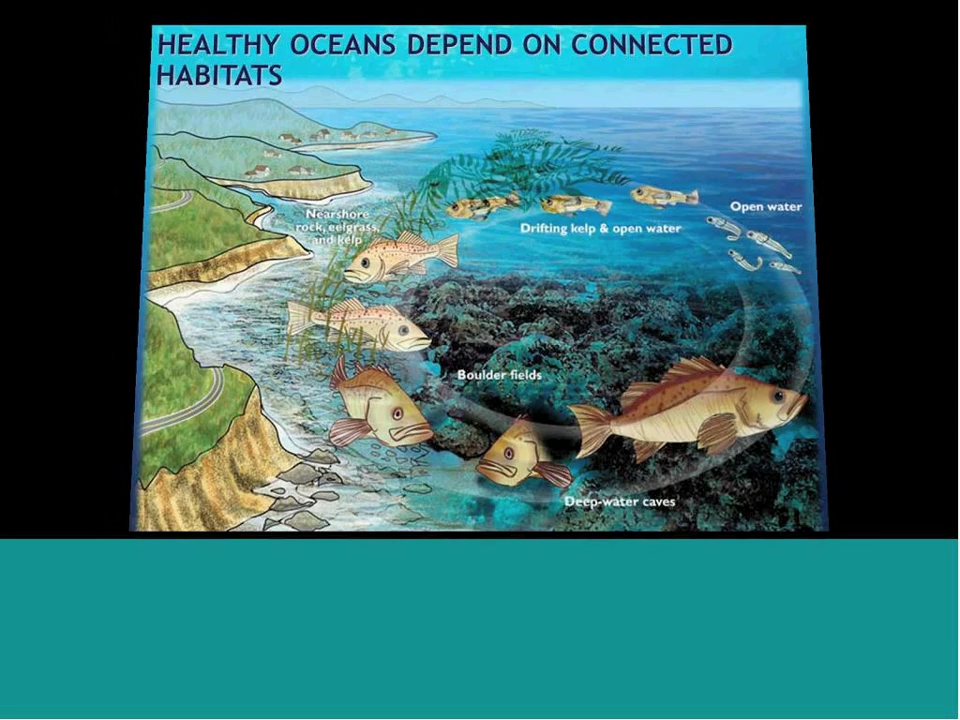 HEALTHY OCEANS DEPEND ON CONNECTED
HABITATS
Nearshore
rock, eelgrass,
and kelp
Drifting kelp & open water
Open water
Boulder fields
Deep-water caves